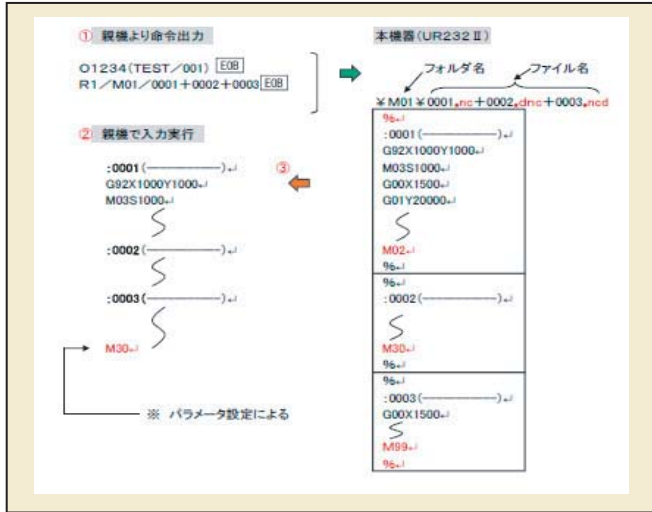 ① 親機より命令出力
O1234(TEST/001) EOB
R1/M01/0001+0002+0003 EOB
② 親機で入力実行
:0001(――――)↵
③
G92X1000Y1000↵
M03S1000↵
:0002(――――)↵
:0003(――――)↵
M30↵
※ パラメータ設定による
本機器(UR232Ⅱ)
フォルダ名
ファイル名
¥M01¥0001.nc+0002.dnc+0003.ncd
%↵
:0001(――――)↵
G92X1000Y1000↵
M03S1000↵
G00X1500↵
G01Y20000↵
M02↵
%↵
%↵
:0002(――――)↵
M30↵
%↵
%↵
:0003(――――)↵
G00X1500↵
M99↵
%↵